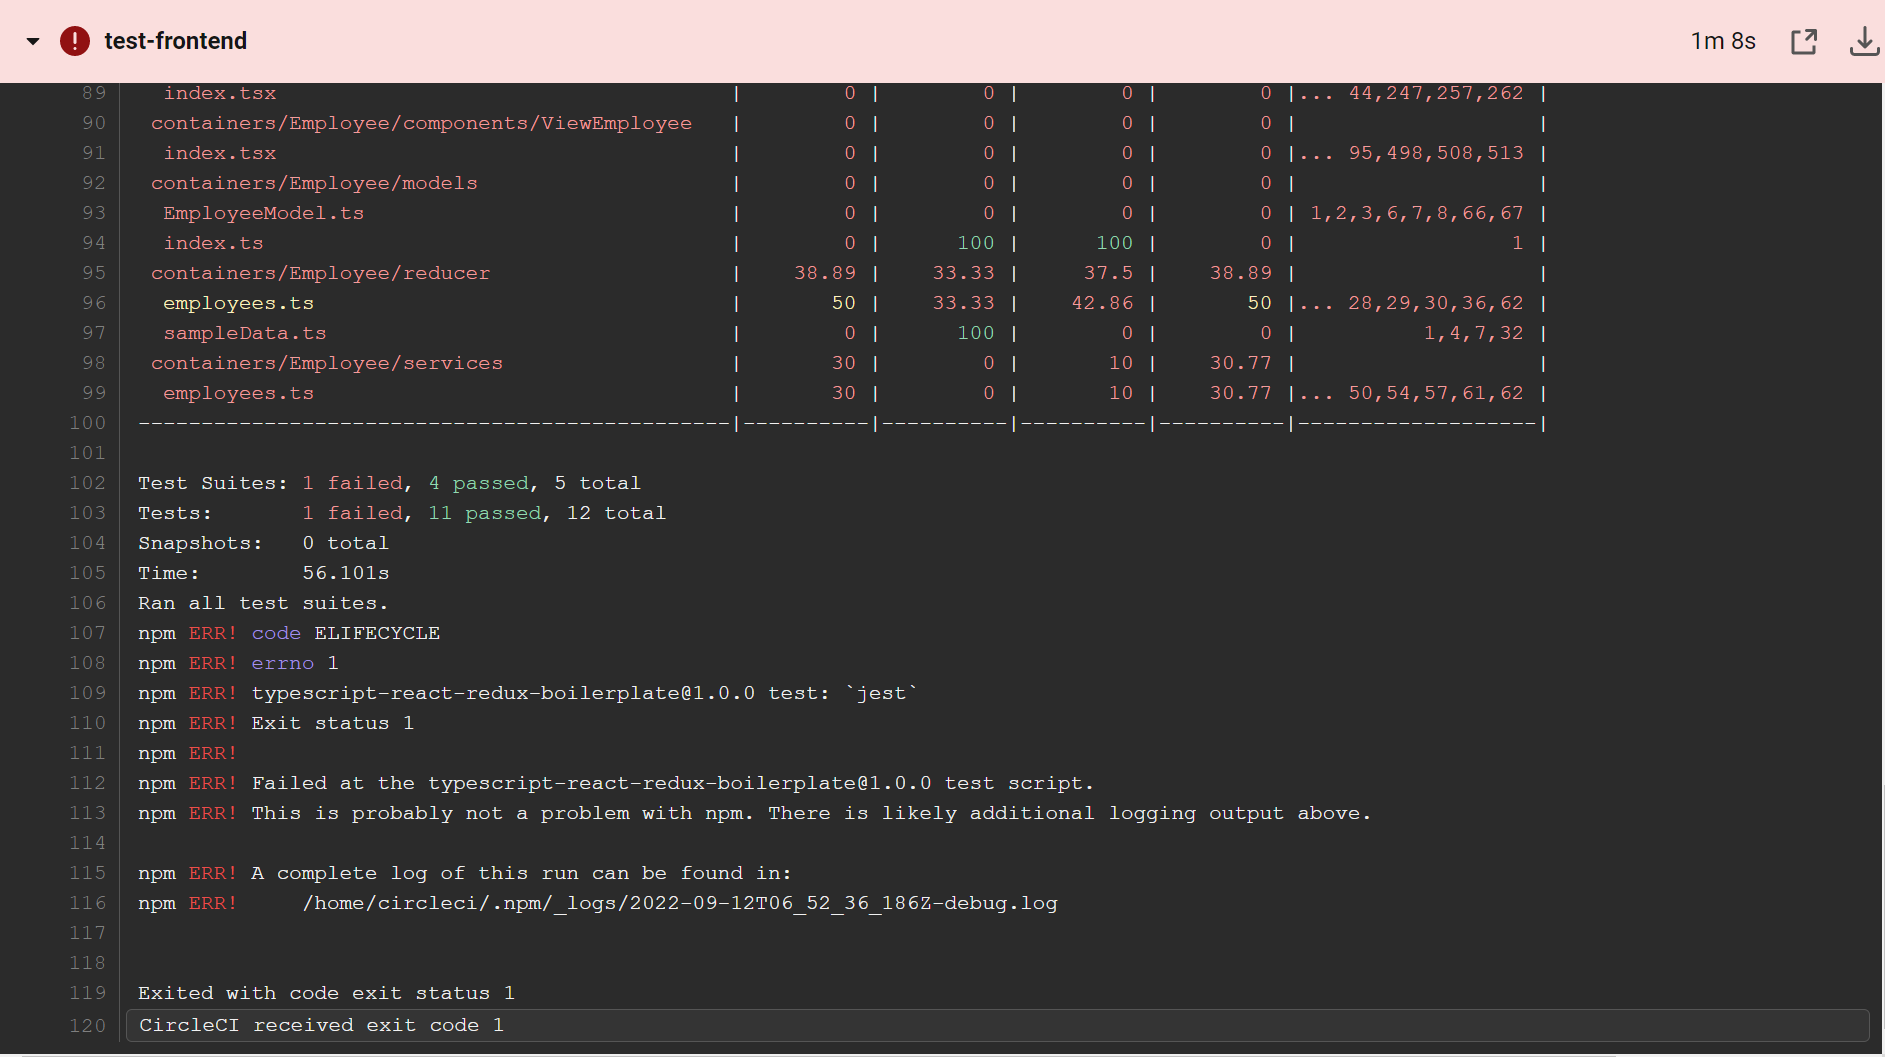 test-frontend 1m 8s
89 index.tsx | 0 | 0 | 0 | 0 |... 44,247,257,262 |
90 containers/Employee/components/ViewEmployee | 0 | 0 | 0 | 0 | |
91 index.tsx | 0 | 0 | 0 | 0 |... 95,498,508,513 |
92 containers/Employee/models | 0 | 0 | 0 | 0 | |
93 EmployeeModel.ts | 0 | 0 | 0 | 0 | 1,2,3,6,7,8,66,67 |
94 index.ts | 0 | 100 | 100 | 0 | 1 |
95 containers/Employee/reducer | 38.89 | 33.33 | 37.5 | 38.89 | |
96 employees.ts | 50 | 33.33 | 42.86 | 50 |... 28,29,30,36,62 |
97 sampleData.ts | 0 | 100 | 0 | 0 | 1,4,7,32 |
98 containers/Employee/services | 30 | 0 | 10 | 30.77 | |
99 employees.ts | 30 | 0 | 10 | 30.77 |... 50,54,57,61,62 |
100 -----------------------------------------------|----------|----------|----------|----------|-------------------|
101
102 Test Suites: 1 failed, 4 passed, 5 total
103 Tests: 1 failed, 11 passed, 12 total
104 Snapshots: 0 total
105 Time: 56.101s
106 Ran all test suites.
107 npm ERR! code ELIFECYCLE
108 npm ERR! errno 1
109 npm ERR! typescript-react-redux-boilerplate@1.0.0 test: `jest`
110 npm ERR! Exit status 1
111 npm ERR!
112 npm ERR! Failed at the typescript-react-redux-boilerplate@1.0.0 test script.
113 npm ERR! This is probably not a problem with npm. There is likely additional logging output above.
114
115 npm ERR! A complete log of this run can be found in:
116 npm ERR! /home/circleci/.npm/_logs/2022-09-12T06_52_36_186Z-debug.log
117
118
119 Exited with code exit status 1
120 CircleCI received exit code 1